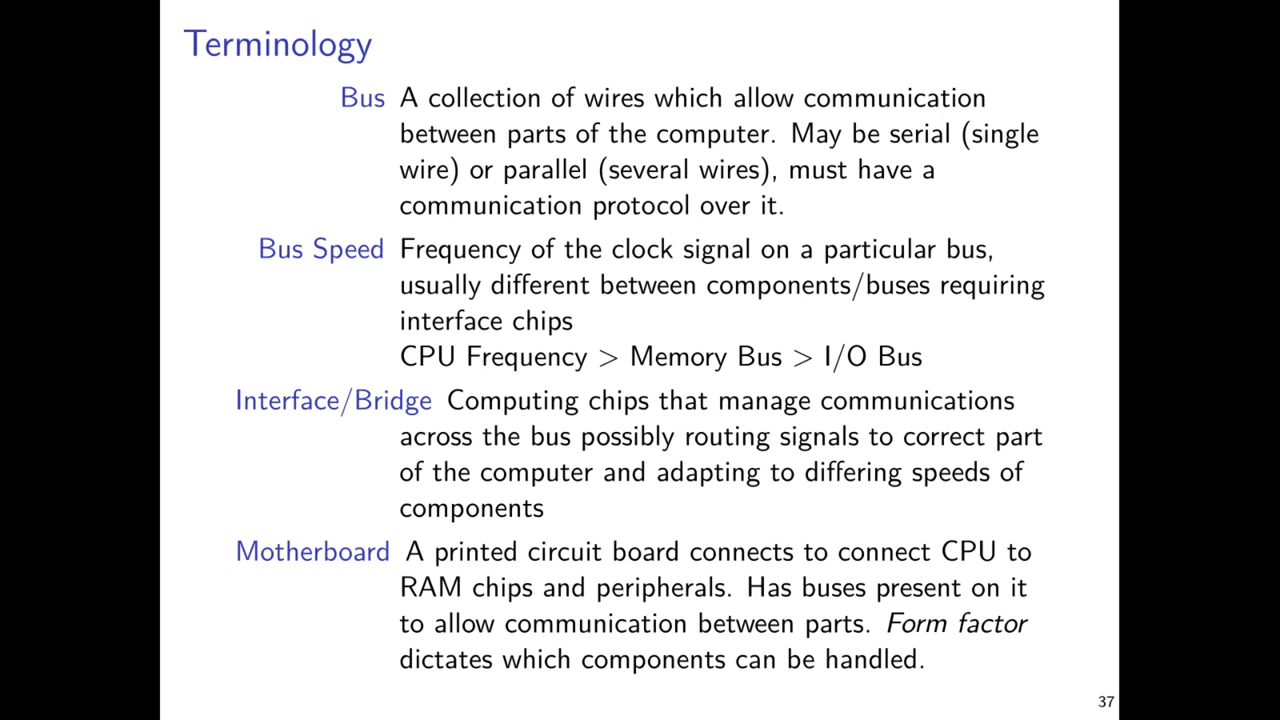 Terminology
Bus A collection of wires which allow communication
between parts of the computer. May be serial (single
wire) or parallel (several wires), must have a
communication protocol over it.
Bus Speed Frequency of the clock signal on a particular bus,
usually different between components/buses requiring
interface chips
CPU Frequency > Memory Bus > I/O Bus
Interface/Bridge Computing chips that manage communications
across the bus possibly routing signals to correct part
of the computer and adapting to differing speeds of
components
Motherboard A printed circuit board connects to connect CPU to
RAM chips and peripherals. Has buses present on it
to allow communication between parts. Form factor
dictates which components can be handled.
37